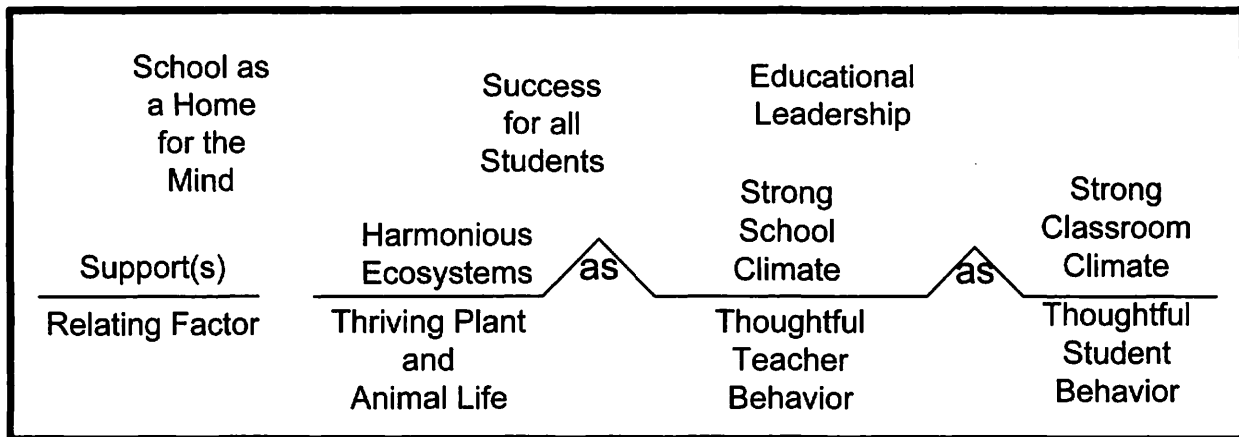 School as
a Home
for the
Mind
Success
for all
Students
Educational
Leadership
Support(s)
Relating Factor
Harmonious
Ecosystems
Thriving Plant
and
Animal Life
as
Strong
School
Climate
Thoughtful
Teacher
Behavior
as
Strong
Classroom
Climate
Thoughtful
Student
Behavior